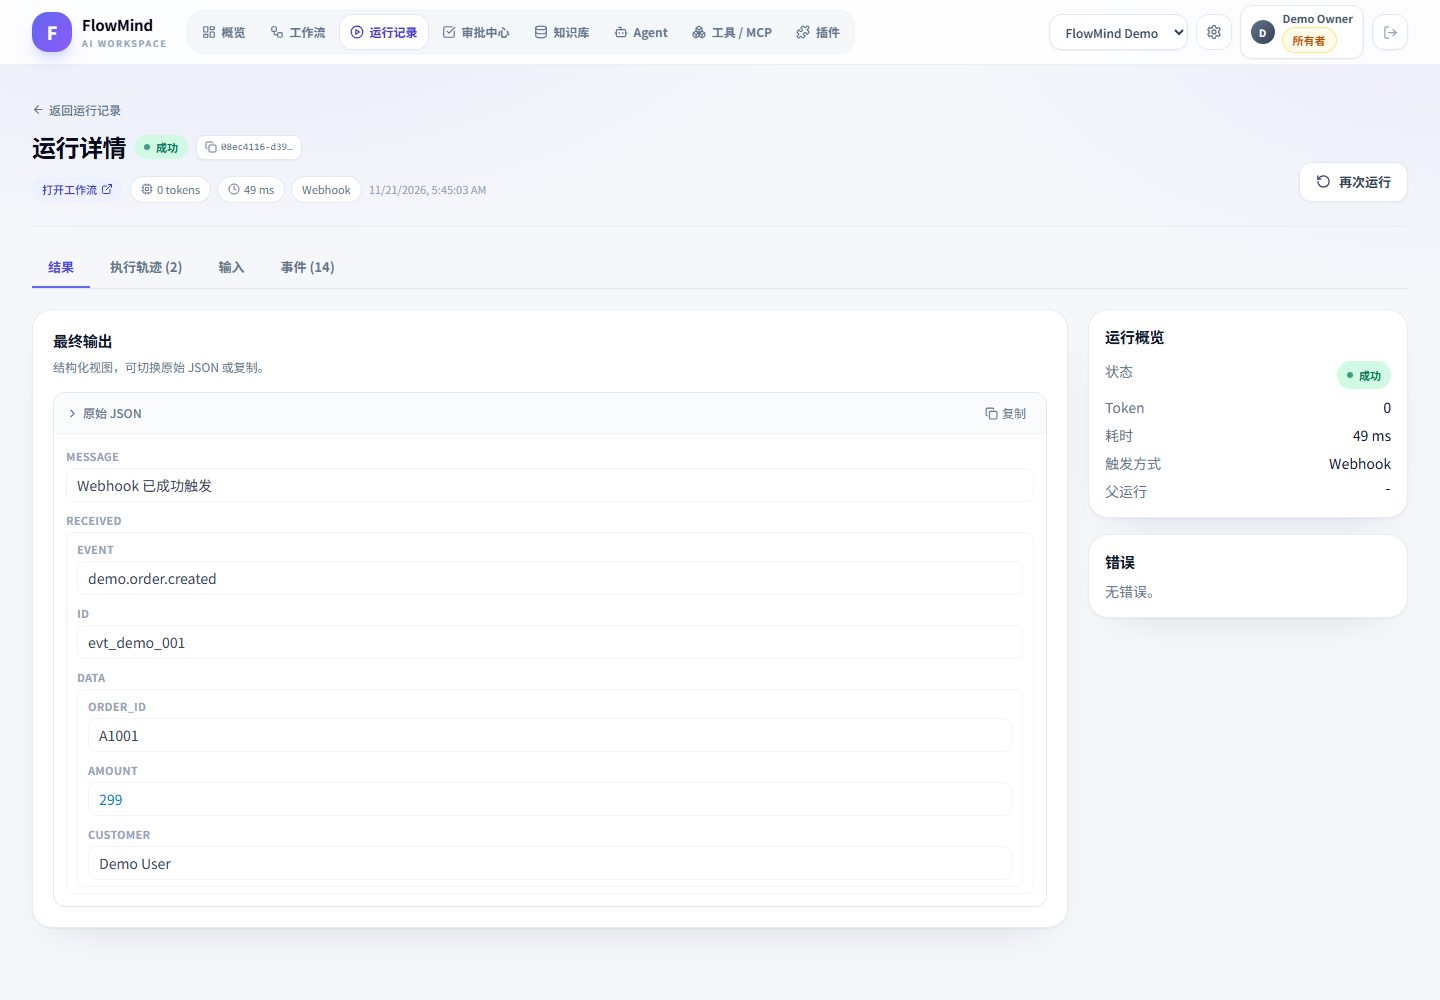 F
FlowMind
AI WORKSPACE
概览
工作流
运行记录
审批中心
知识库
Agent
工具 / MCP
插件
FlowMind Demo
D
Demo Owner
所有者
返回运行记录
运行详情
成功
08ec4116-d39…
打开工作流
0 tokens
49 ms
Webhook
11/21/2026, 5:45:03 AM
再次运行
结果
执行轨迹 (2)
输入
事件 (14)
最终输出
结构化视图，可切换原始 JSON 或复制。
原始 JSON
复制
MESSAGE
Webhook 已成功触发
RECEIVED
EVENT
demo.order.created
ID
evt_demo_001
DATA
ORDER_ID
A1001
AMOUNT
299
CUSTOMER
Demo User
运行概览
状态
成功
Token
0
耗时
49 ms
触发方式
Webhook
父运行
-
错误
无错误。